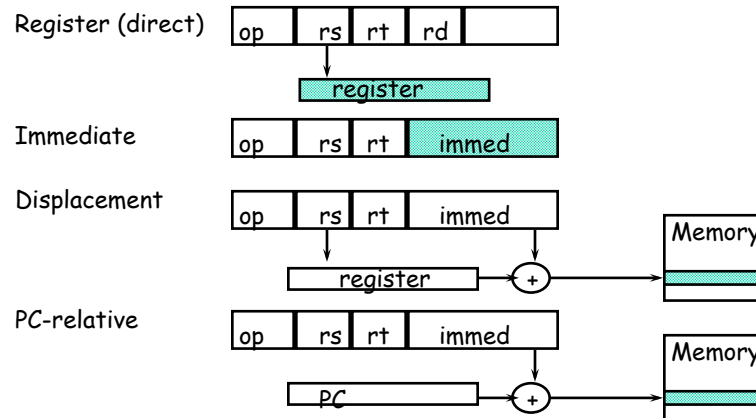 Register (direct)
op rs rt rd
register
Immediate
op rs rt immed
Displacement
op rs rt immed
Memory
register +
PC-relative
op rs rt immed
Memory
PC +